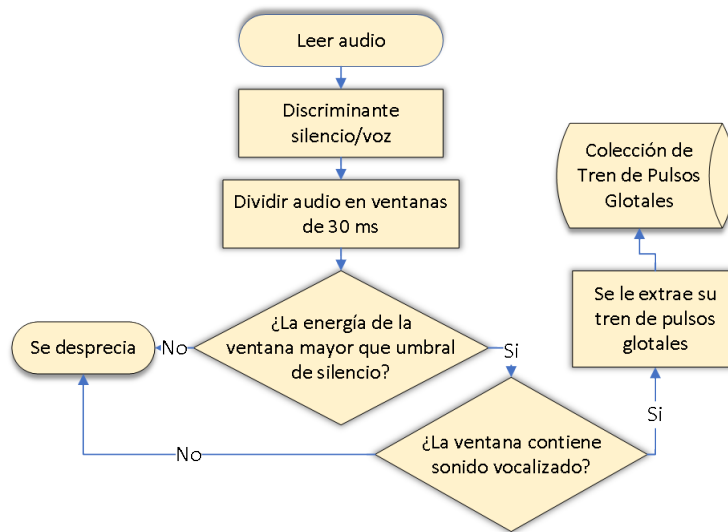 Leer audio
Discriminante
silencio/voz
Dividir audio en ventanas
de 30 ms
¿La energía de la
ventana mayor que umbral
de silencio?
No
Se desprecia
Si
¿La ventana contiene
sonido vocalizado?
No
Si
Se le extrae su
tren de pulsos
glotales
Colección de
Tren de Pulsos
Glotales